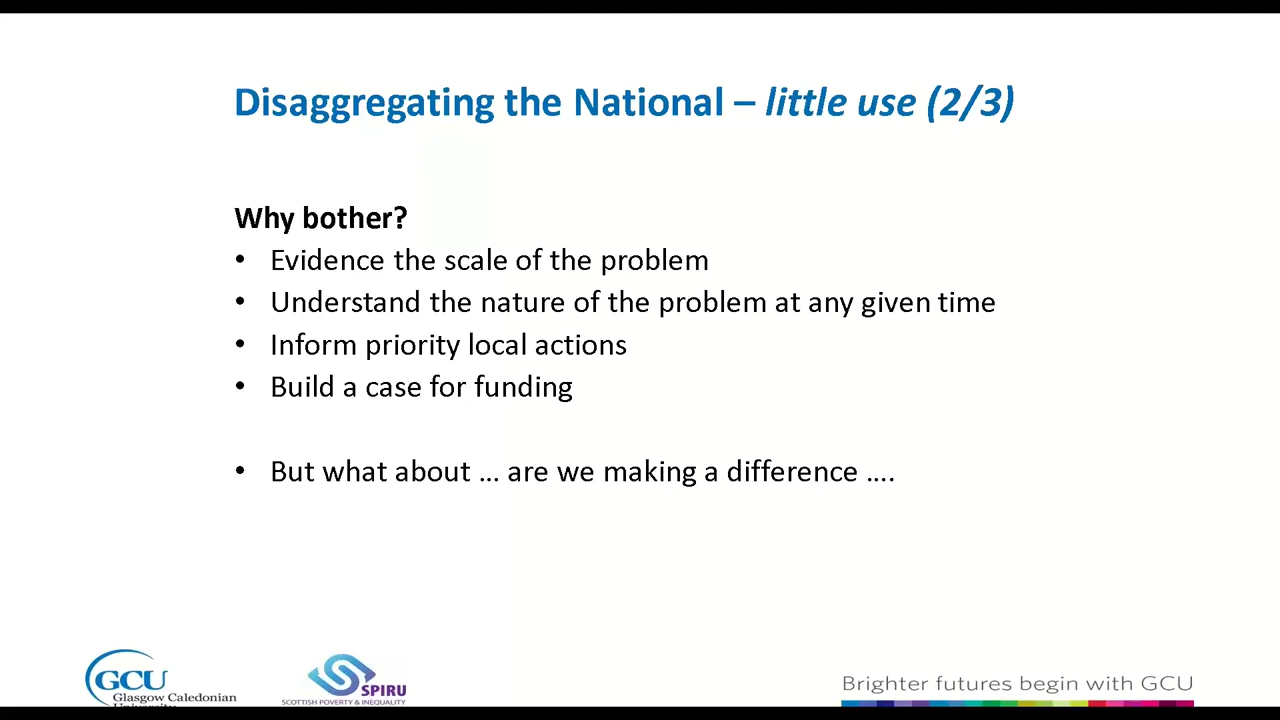 Disaggregating the National – little use (2/3)
Why bother?
• Evidence the scale of the problem
• Understand the nature of the problem at any given time
• Inform priority local actions
• Build a case for funding
• But what about ... are we making a difference ....
GCU
Glasgow Caledonian
University
SPIRU
SCOTTISH POVERTY & INEQUALITY
Brighter futures begin with GCU